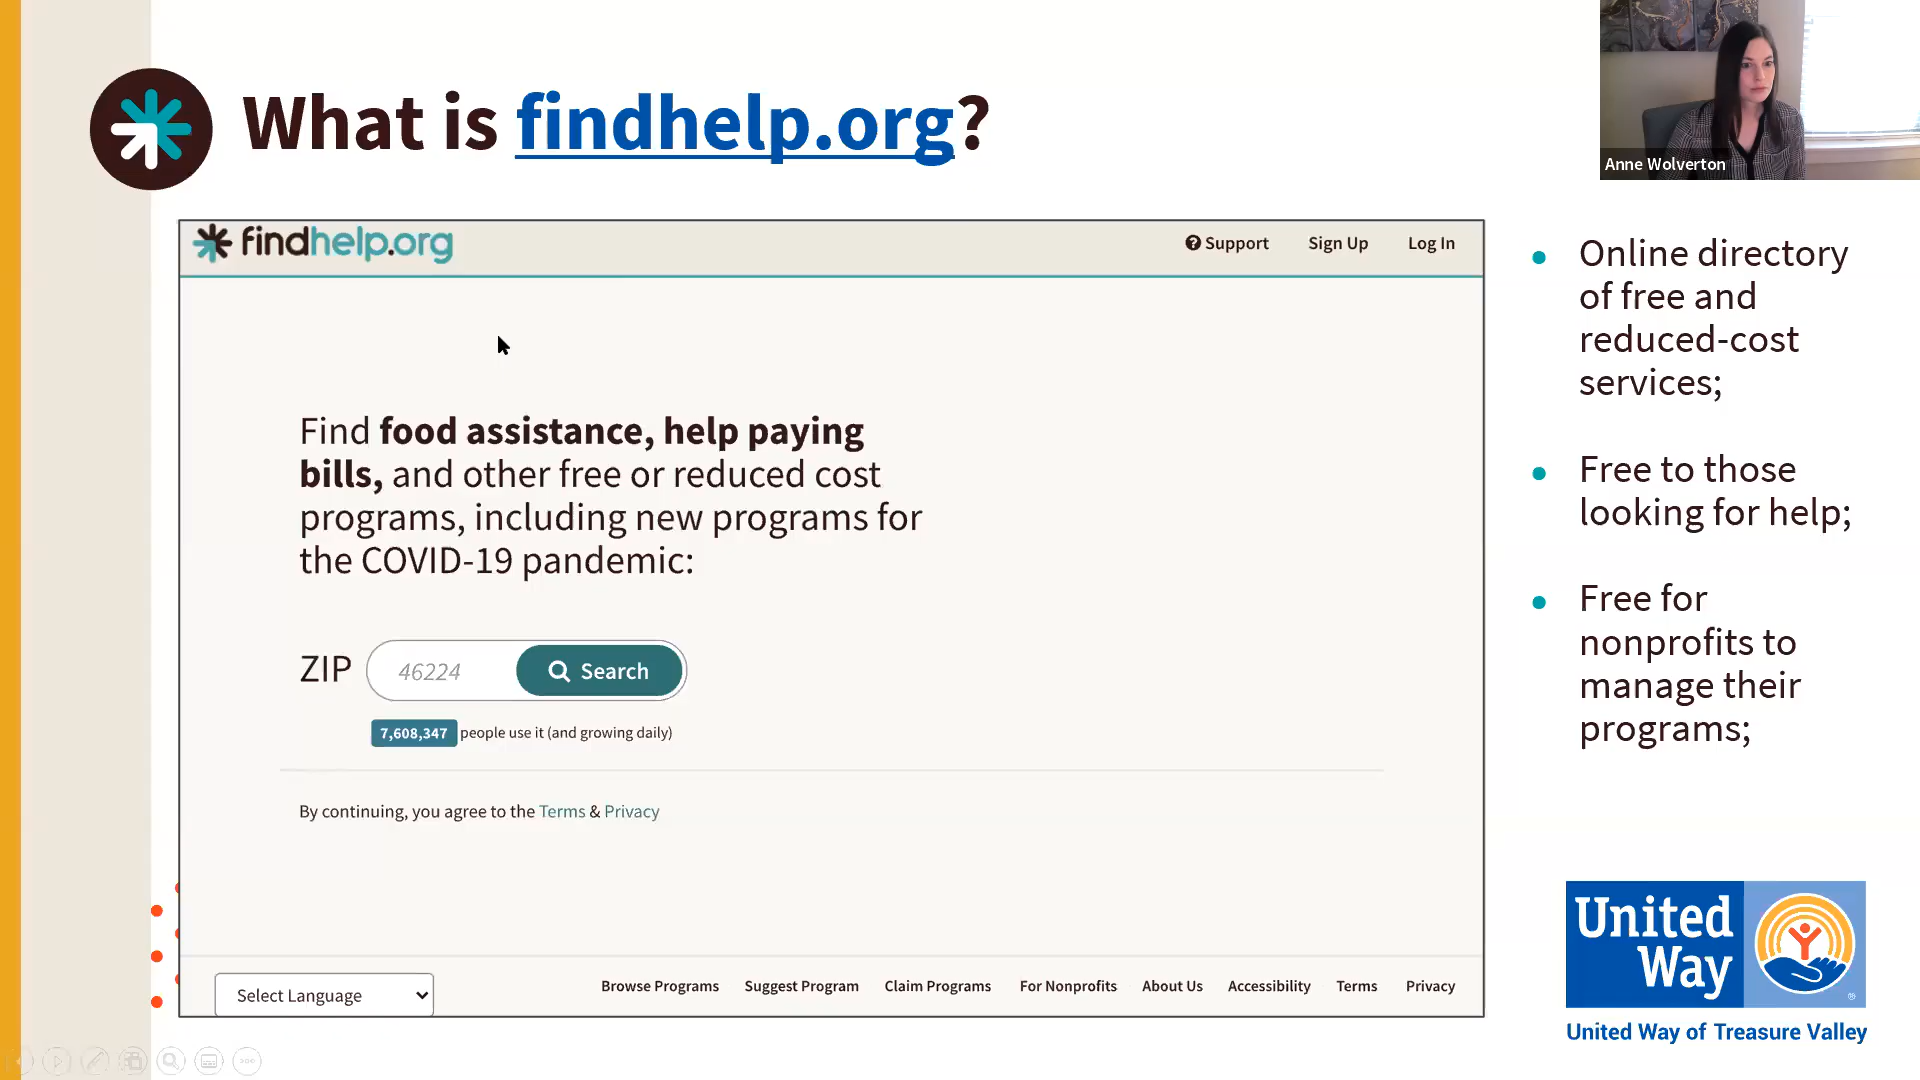 What is findhelp.org?
Anne Wolverton
findhelp.org
Support
Sign Up
Log In
Find food assistance, help paying
bills, and other free or reduced cost
programs, including new programs for
the COVID-19 pandemic:
ZIP
46224
Search
7,608,347 people use it (and growing daily)
By continuing, you agree to the Terms & Privacy
Select Language
Browse Programs
Suggest Program
Claim Programs
For Nonprofits
About Us
Accessibility
Terms
Privacy
Online directory
of free and
reduced-cost
services;
Free to those
looking for help;
Free for
nonprofits to
manage their
programs;
United
Way
®
United Way of Treasure Valley